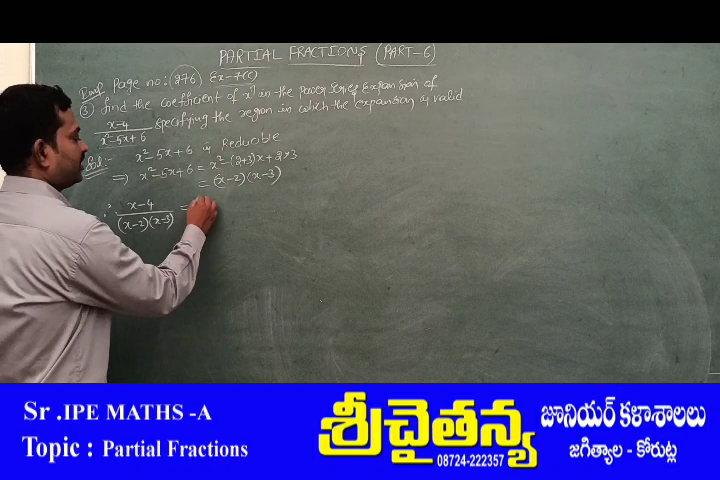 PARTIAL FRACTIONS (PART-6)
Page no: 276 Ex-7(c)
③ find the coefficient of xⁿ in the power series Expansion of
x-4 / x²-5x+6 specifying the region in which the expansion is valid
Sol:- x²-5x+6 is Reducible
⇒ x²-5x+6 = x²-(2+3)x+2×3
= (x-2)(x-3)
∴ x-4 / (x-2)(x-3) =
Sr .IPE MATHS -A
Topic : Partial Fractions
శ్రీచైతన్య
08724-222357
జూనియర్ కళాశాలలు
జగిత్యాల - కోరుట్ల